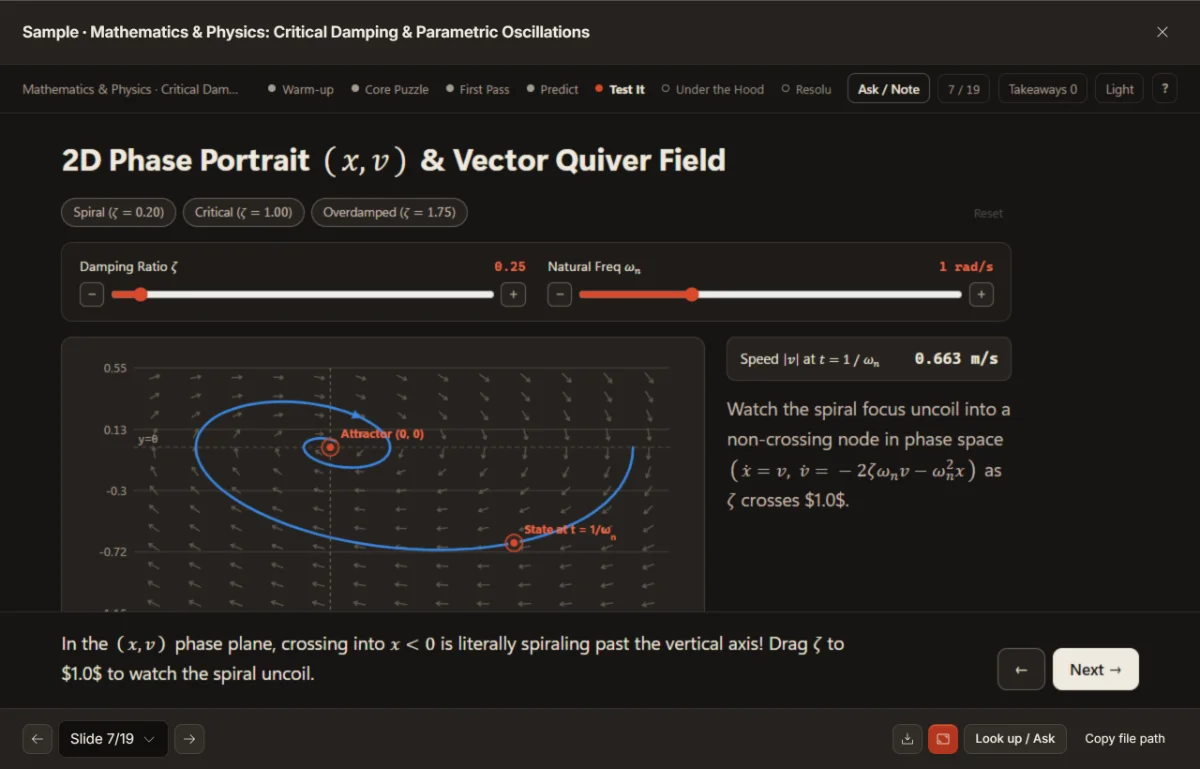 Sample · Mathematics & Physics: Critical Damping & Parametric Oscillations
Mathematics & Physics · Critical Dam...
Warm-up
Core Puzzle
First Pass
Predict
Test It
Under the Hood
Resolu
Ask / Note
7 / 19
Takeaways 0
Light
?
2D Phase Portrait (x, v) & Vector Quiver Field
Spiral (ζ = 0.20)
Critical (ζ = 1.00)
Overdamped (ζ = 1.75)
Reset
Damping Ratio ζ
0.25
Natural Freq ωₙ
1 rad/s
0.55
0.13
y=0
-0.3
-0.72
Attractor (0, 0)
State at t = 1/ωₙ
Speed |v| at t = 1 / ωₙ
0.663 m/s
Watch the spiral focus uncoil into a
non-crossing node in phase space
(ẋ = v, v̇ = − 2ζωₙv − ωₙ²x) as
ζ crosses $1.0$.
In the (x, v) phase plane, crossing into x < 0 is literally spiraling past the vertical axis! Drag ζ to
$1.0$ to watch the spiral uncoil.
←
Next →
←
Slide 7/19
→
Look up / Ask
Copy file path